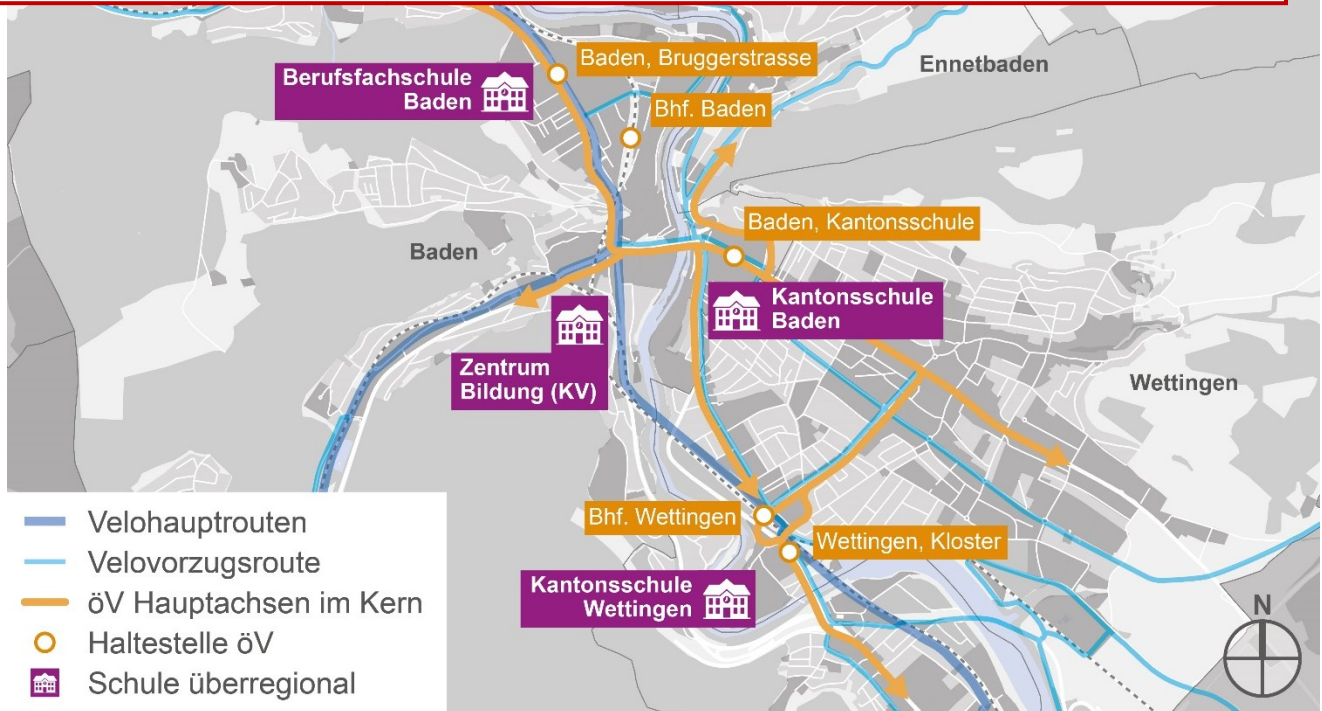 Berufsfachschule
Baden
Baden, Bruggerstrasse
Bhf. Baden
Ennetbaden
Baden
Baden, Kantonsschule
Kantonsschule
Baden
Zentrum
Bildung (KV)
Wettingen
Bhf. Wettingen
Wettingen, Kloster
Kantonsschule
Wettingen
Velohauptrouten
Velovorzugsroute
öV Hauptachsen im Kern
Haltestelle öV
Schule überregional
N